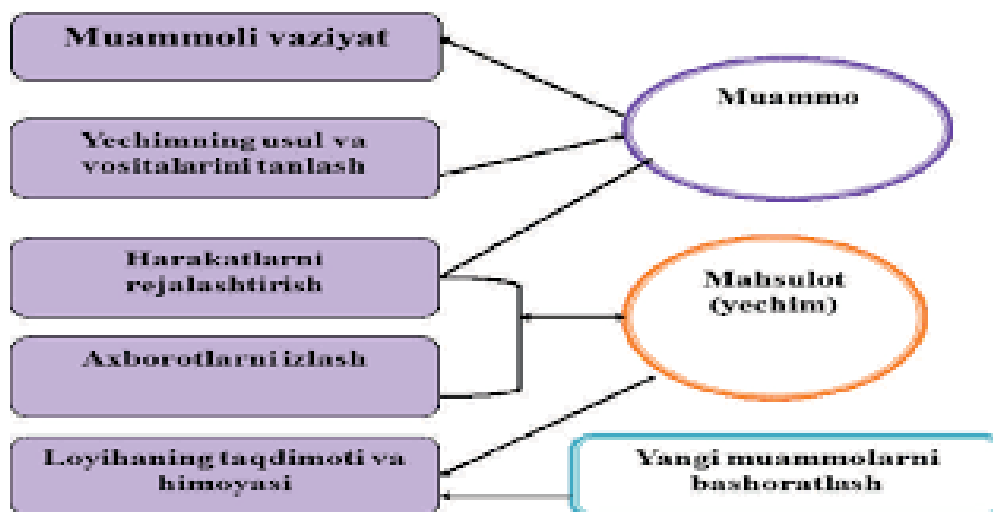 Muammoli vaziyat
Muammo
Yechimning usul va
vositalarini tanlash
Harakatlarni
rejalashtirish
Mahsulot
(yechim)
Axborotlarni izlash
Loyihaning taqdimoti va
himoyasi
Yangi muammolarni
bashoratlash